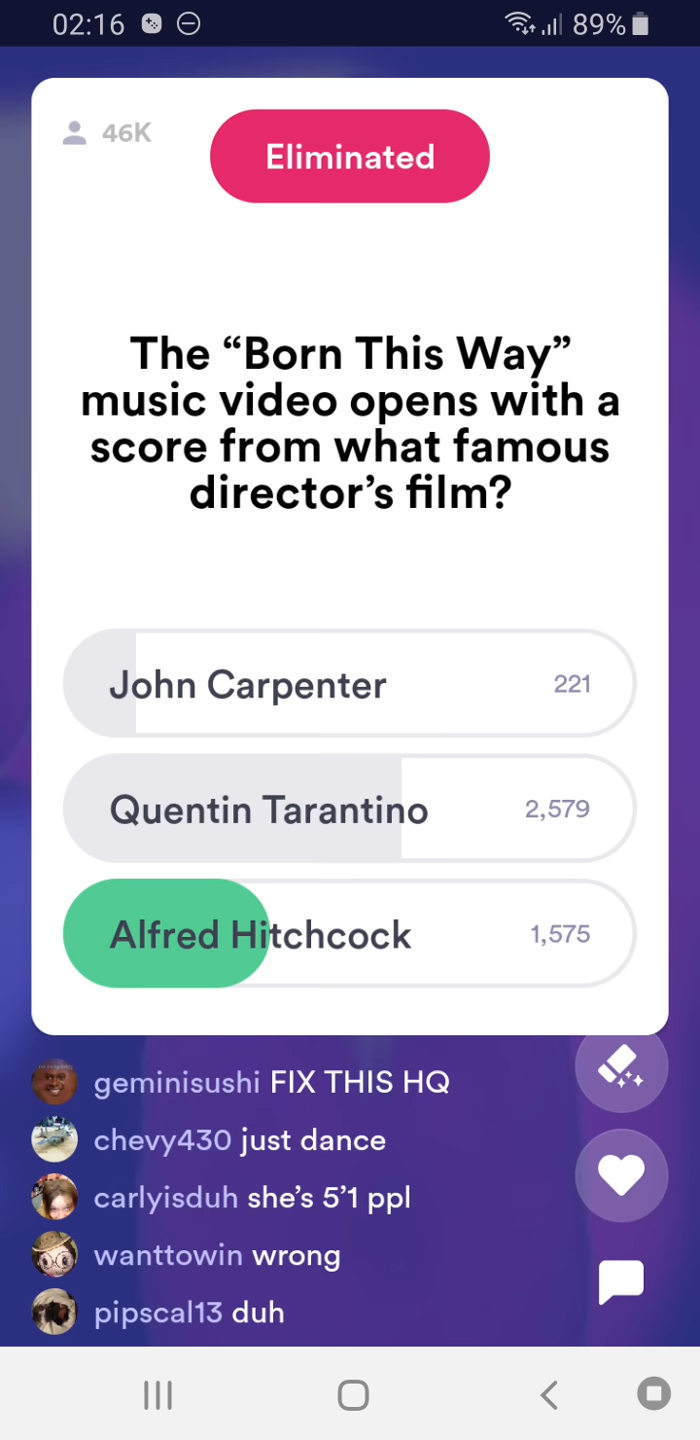 02:16 89%
46K
Eliminated
The “Born This Way”
music video opens with a
score from what famous
director’s film?
John Carpenter 221
Quentin Tarantino 2,579
Alfred Hitchcock 1,575
geminisushi FIX THIS HQ
chevy430 just dance
carlyisduh she’s 5’1 ppl
wanttowin wrong
pipscal13 duh